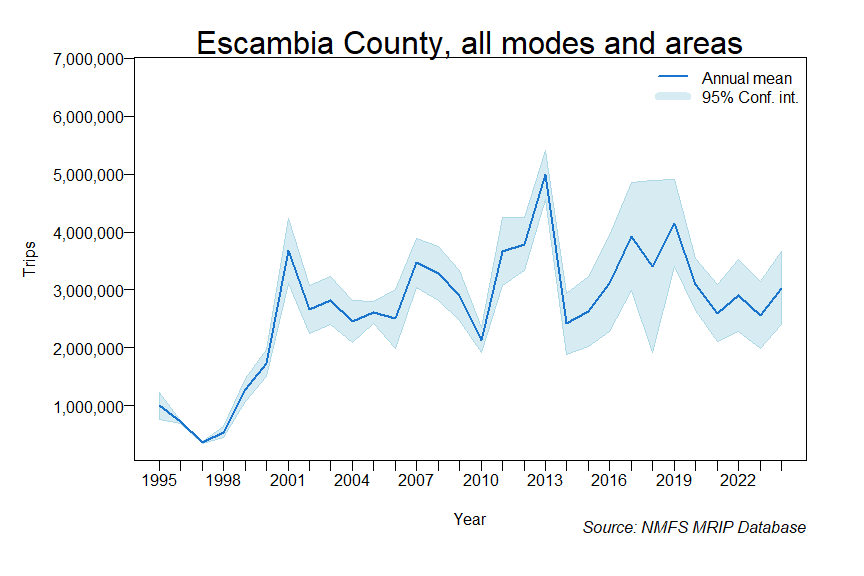 Escambia County, all modes and areas
7,000,000
6,000,000
5,000,000
4,000,000
3,000,000
2,000,000
1,000,000
Trips
Annual mean
95% Conf. int.
1995 1998 2001 2004 2007 2010 2013 2016 2019 2022
Year
Source: NMFS MRIP Database